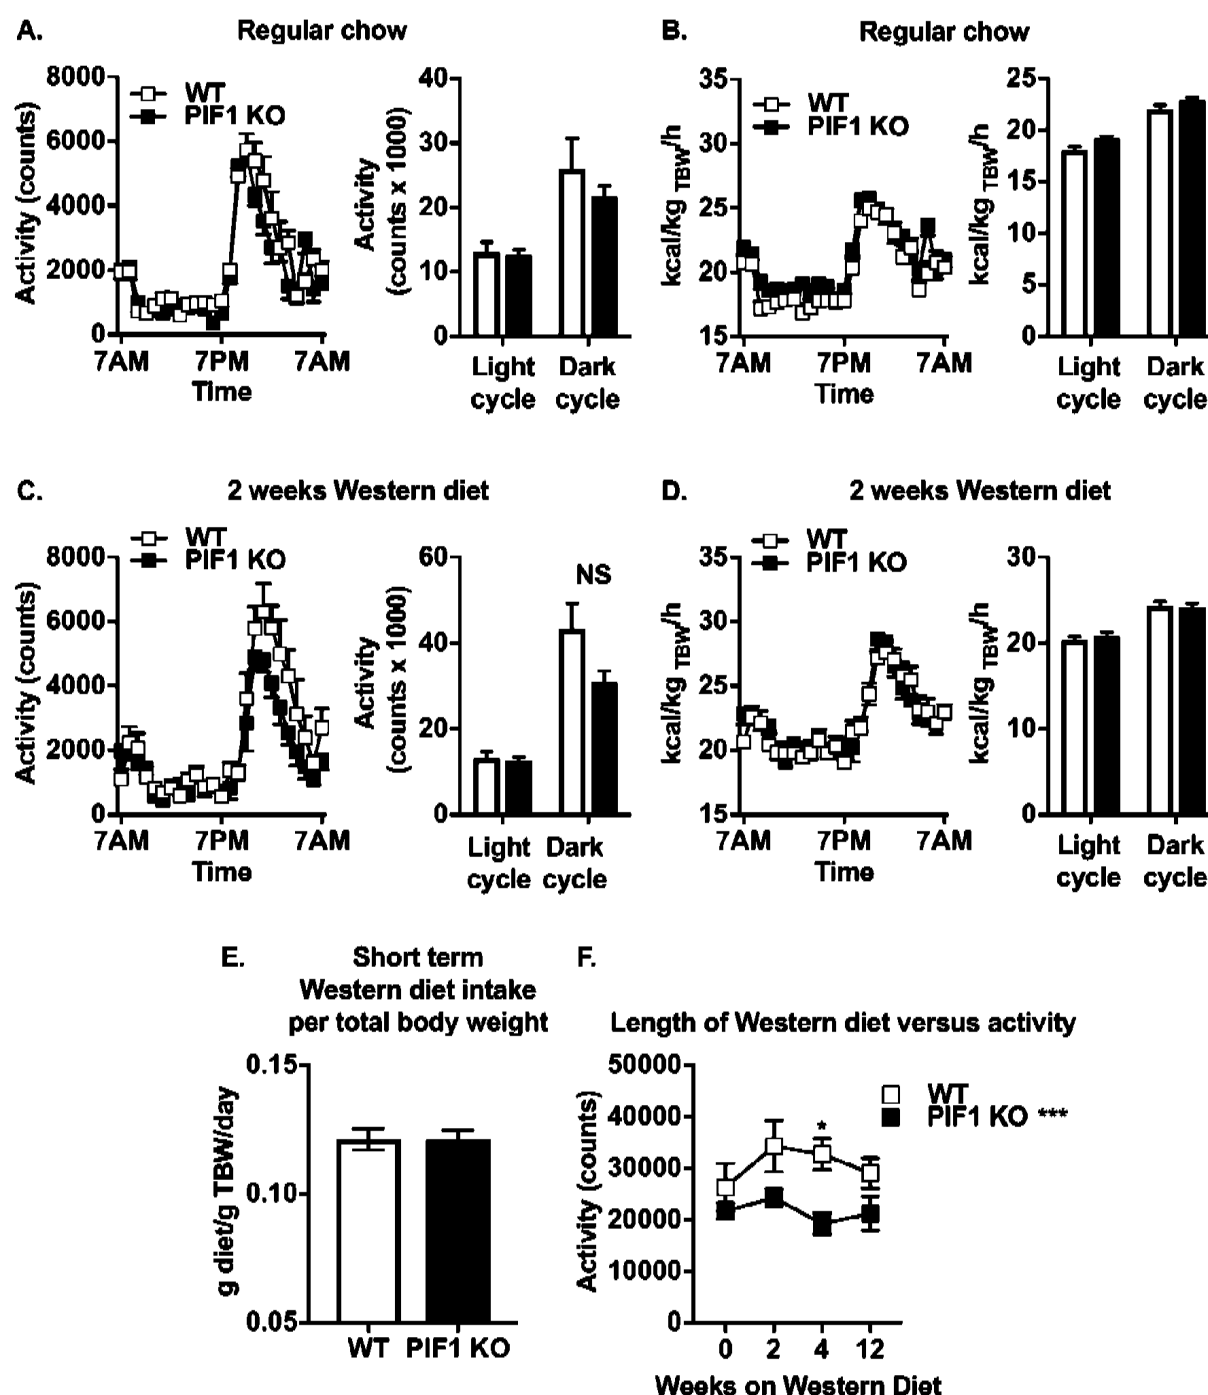 A.
Regular chow
Activity (counts)
8000
6000
4000
2000
0
WT
PIF1 KO
7AM
7PM
7AM
Time
Activity
(counts x 1000)
40
30
20
10
0
Light
cycle
Dark
cycle
B.
Regular chow
kcal/kg TBW/h
35
30
25
20
15
WT
PIF1 KO
7AM
7PM
7AM
Time
kcal/kg TBW/h
25
20
15
10
5
0
Light
cycle
Dark
cycle
C.
2 weeks Western diet
Activity (counts)
8000
6000
4000
2000
0
WT
PIF1 KO
7AM
7PM
7AM
Time
Activity
(counts x 1000)
60
40
20
0
NS
Light
cycle
Dark
cycle
D.
2 weeks Western diet
kcal/kg TBW/h
35
30
25
20
15
WT
PIF1 KO
7AM
7PM
7AM
Time
kcal/kg TBW/h
30
20
10
0
Light
cycle
Dark
cycle
E.
Short term
Western diet intake
per total body weight
g diet/g TBW/day
0.15
0.10
0.05
WT
PIF1 KO
F.
Length of Western diet versus activity
Activity (counts)
50000
40000
30000
20000
10000
0
WT
PIF1 KO ***
*
0 2 4 12
Weeks on Western Diet